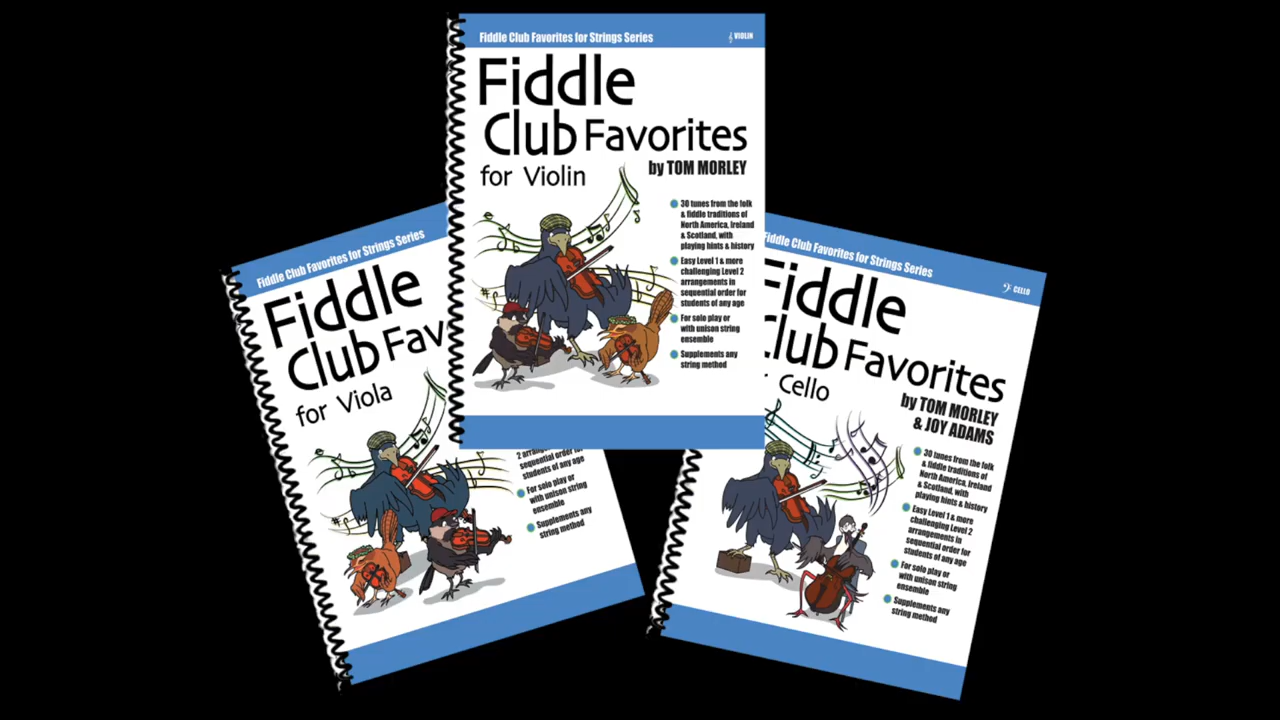 Fiddle Club Favorites for Strings Series
VIOLIN
Fiddle
Club Favorites
for Violin
by TOM MORLEY
30 tunes from the folk
& fiddle traditions of
North America, Ireland
& Scotland, with
playing hints & history
Easy Level 1 & more
challenging Level 2
arrangements in
sequential order for
students of any age
For solo play or
with unison string
ensemble
Supplements any
string method
Fiddle Club Favorites for Strings Series
Fiddle
Club Fav
for Viola
2 arrang
sequential order for
students of any age
For solo play or
with unison string
ensemble
Supplements any
string method
Fiddle Club Favorites for Strings Series
CELLO
Fiddle
Club Favorites
Cello
by TOM MORLEY
& JOY ADAMS
30 tunes from the folk
& fiddle traditions of
North America, Ireland
& Scotland, with
playing hints & history
Easy Level 1 & more
challenging Level 2
arrangements in
sequential order for
students of any age
For solo play or
with unison string
ensemble
Supplements any
string method